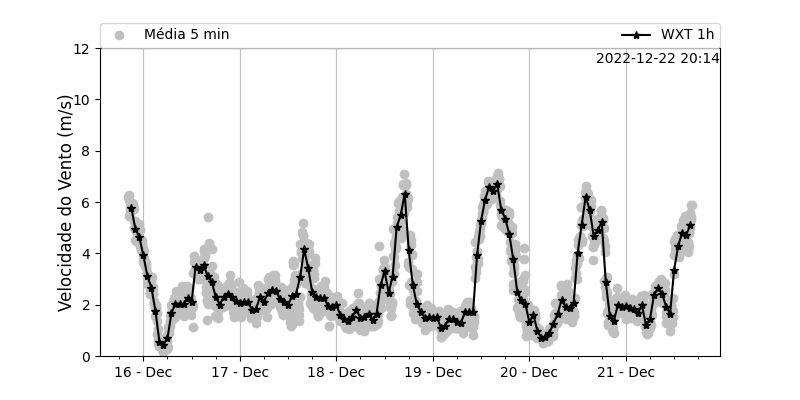 Média 5 min
WXT 1h
2022-12-22 20:14
Velocidade do Vento (m/s)
12
10
8
6
4
2
0
16 - Dec
17 - Dec
18 - Dec
19 - Dec
20 - Dec
21 - Dec